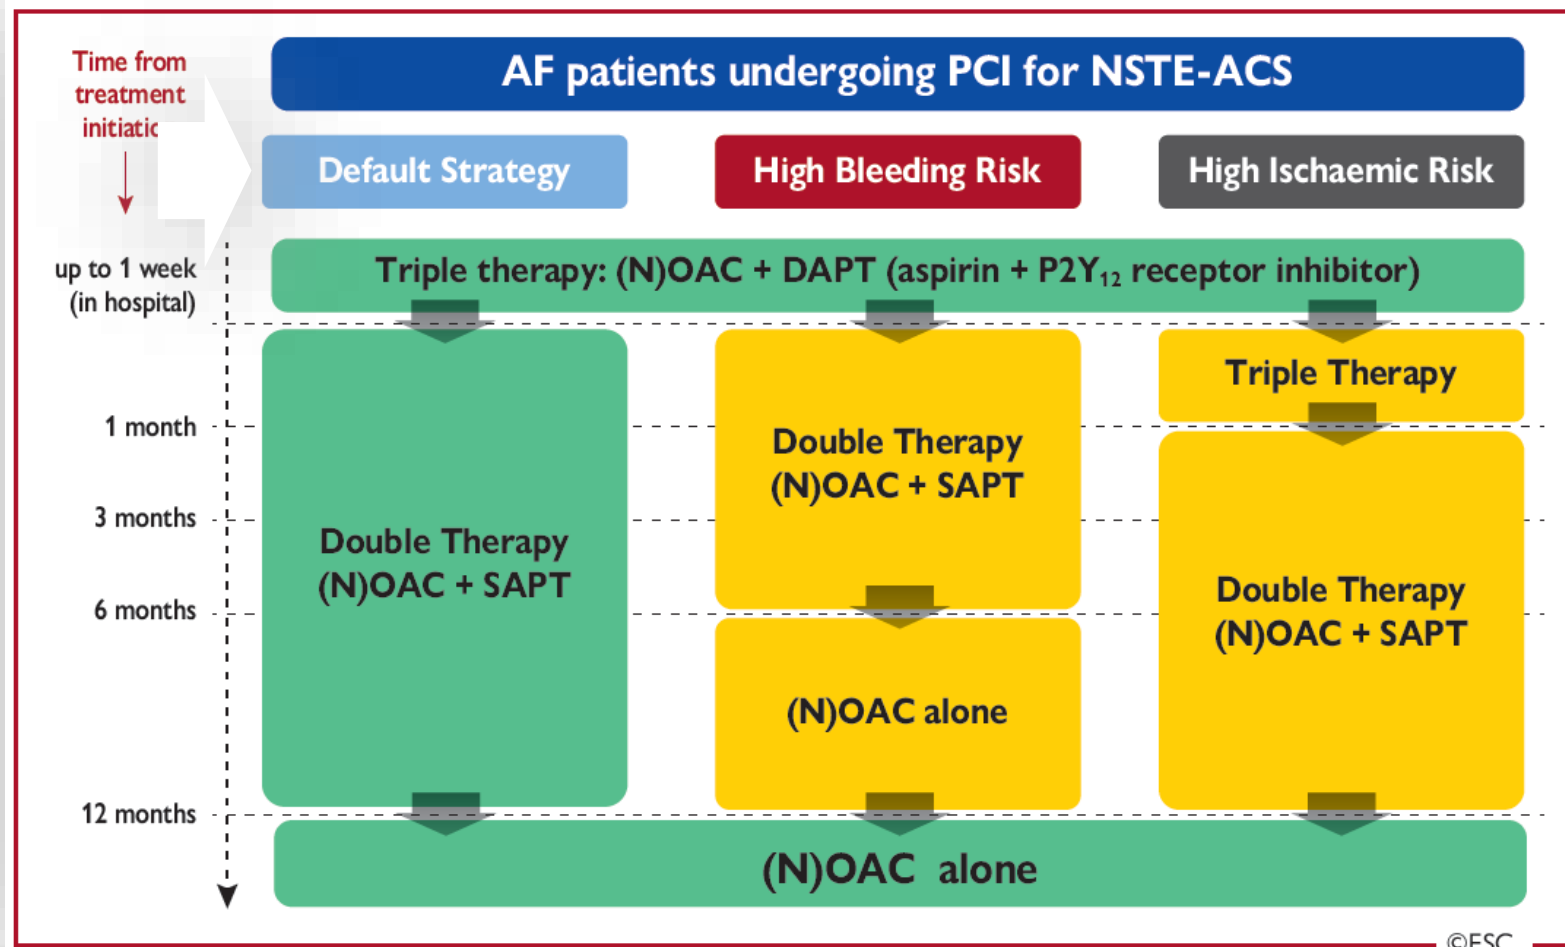 Time from
treatment
AF patients undergoing PCI for NSTE-ACS
Default Strategy
High Bleeding Risk
High Ischaemic Risk
up to 1 week
(in hospital)
Triple therapy: (N)OAC + DAPT (aspirin + P2Y₁₂ receptor inhibitor)
Triple Therapy
1 month
Double Therapy
(N)OAC + SAPT
3 months
Double Therapy
(N)OAC + SAPT
6 months
Double Therapy
(N)OAC + SAPT
(N)OAC alone
12 months
(N)OAC alone
©ESC